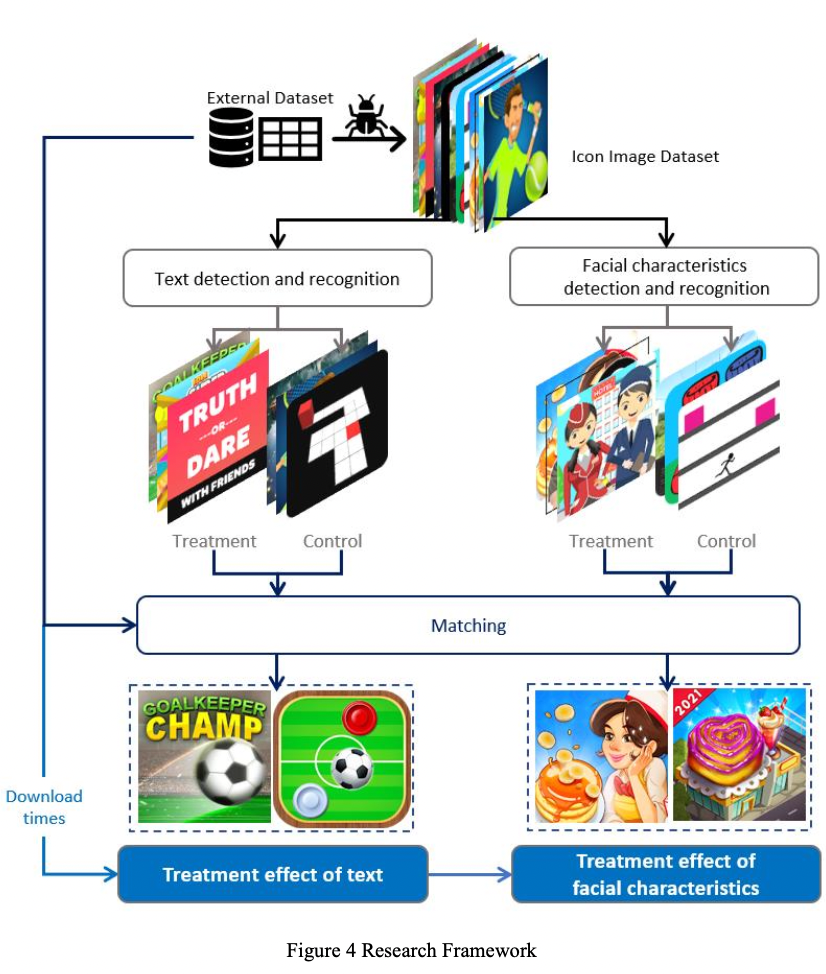 External Dataset
Icon Image Dataset
Text detection and recognition
Facial characteristics
detection and recognition
GOALKEEPER
TRUTH
OR
DARE
WITH FRIENDS
HOTEL
Treatment
Control
Treatment
Control
Matching
GOALKEEPER
CHAMP
2021
Download
times
Treatment effect of text
Treatment effect of
facial characteristics
Figure 4 Research Framework